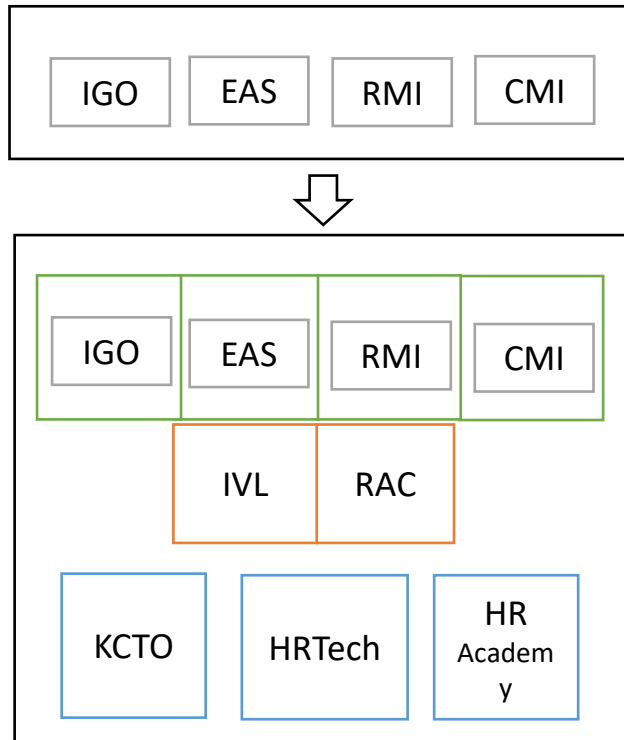 IGO EAS RMI CMI
IGO EAS RMI CMI
IVL RAC
KCTO HRTech HR
Academ
y